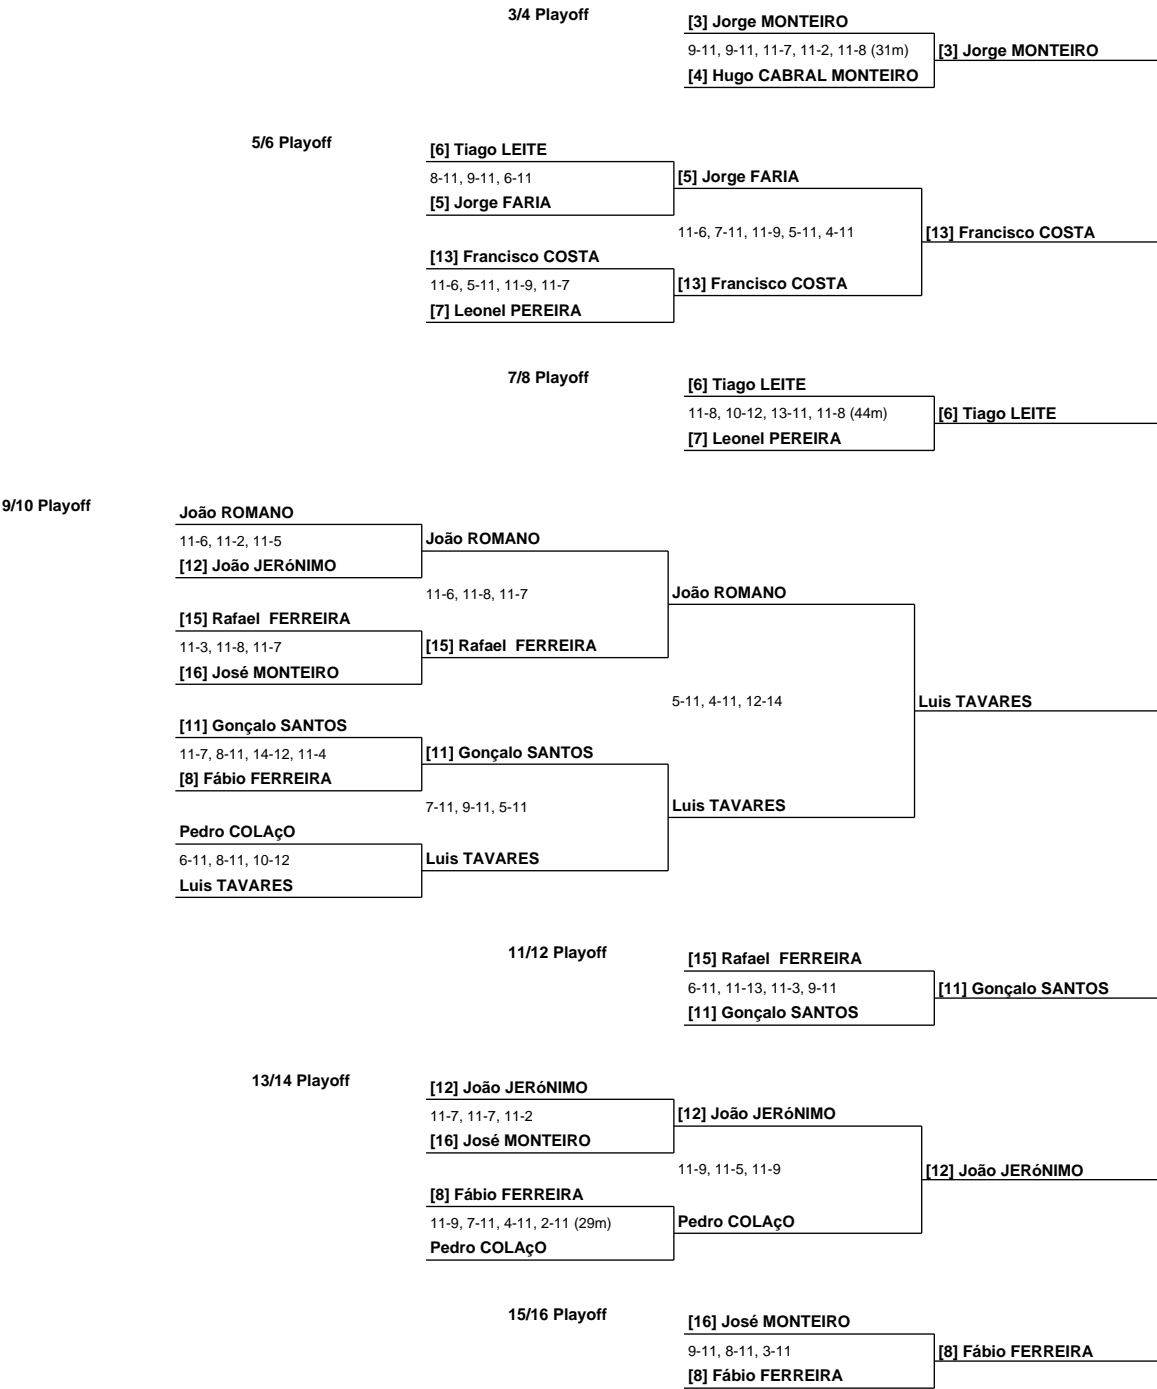 3/4 Playoff
[3] Jorge MONTEIRO
9-11, 9-11, 11-7, 11-2, 11-8 (31m)
[3] Jorge MONTEIRO
[4] Hugo CABRAL MONTEIRO
5/6 Playoff
[6] Tiago LEITE
8-11, 9-11, 6-11
[5] Jorge FARIA
[5] Jorge FARIA
11-6, 7-11, 11-9, 5-11, 4-11
[13] Francisco COSTA
[13] Francisco COSTA
11-6, 5-11, 11-9, 11-7
[13] Francisco COSTA
[7] Leonel PEREIRA
7/8 Playoff
[6] Tiago LEITE
11-8, 10-12, 13-11, 11-8 (44m)
[6] Tiago LEITE
[7] Leonel PEREIRA
9/10 Playoff
João ROMANO
11-6, 11-2, 11-5
João ROMANO
[12] João JERóNIMO
11-6, 11-8, 11-7
João ROMANO
[15] Rafael  FERREIRA
11-3, 11-8, 11-7
[15] Rafael  FERREIRA
[16] José MONTEIRO
5-11, 4-11, 12-14
Luis TAVARES
[11] Gonçalo SANTOS
11-7, 8-11, 14-12, 11-4
[11] Gonçalo SANTOS
[8] Fábio FERREIRA
7-11, 9-11, 5-11
Luis TAVARES
Pedro COLAçO
6-11, 8-11, 10-12
Luis TAVARES
Luis TAVARES
11/12 Playoff
[15] Rafael  FERREIRA
6-11, 11-13, 11-3, 9-11
[11] Gonçalo SANTOS
[11] Gonçalo SANTOS
13/14 Playoff
[12] João JERóNIMO
11-7, 11-7, 11-2
[12] João JERóNIMO
[16] José MONTEIRO
11-9, 11-5, 11-9
[12] João JERóNIMO
[8] Fábio FERREIRA
11-9, 7-11, 4-11, 2-11 (29m)
Pedro COLAçO
Pedro COLAçO
15/16 Playoff
[16] José MONTEIRO
9-11, 8-11, 3-11
[8] Fábio FERREIRA
[8] Fábio FERREIRA